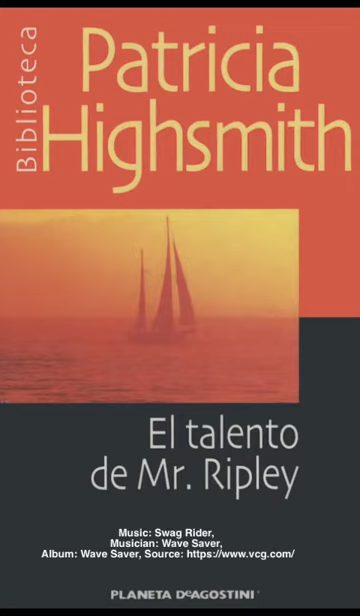 Biblioteca
Patricia
Highsmith
El talento
de Mr. Ripley
Music: Swag Rider,
Musician: Wave Saver,
Album: Wave Saver, Source: https://www.vcg.com/
PLANETA DeAGOSTINI